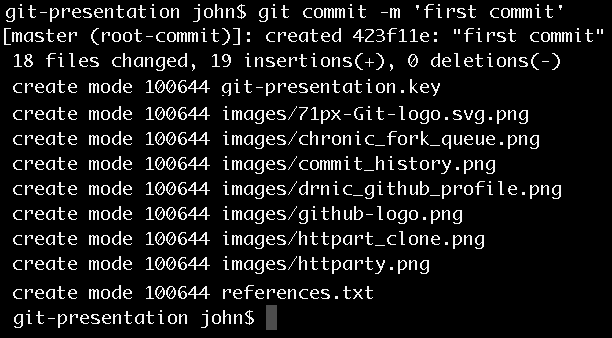 git-presentation john$ git commit -m 'first commit'
[master (root-commit)]: created 423f11e: "first commit"
18 files changed, 19 insertions(+), 0 deletions(-)
create mode 100644 git-presentation.key
create mode 100644 images/71px-Git-logo.svg.png
create mode 100644 images/chronic_fork_queue.png
create mode 100644 images/commit_history.png
create mode 100644 images/drnic_github_profile.png
create mode 100644 images/github-logo.png
create mode 100644 images/httpart_clone.png
create mode 100644 images/httparty.png
create mode 100644 references.txt
git-presentation john$